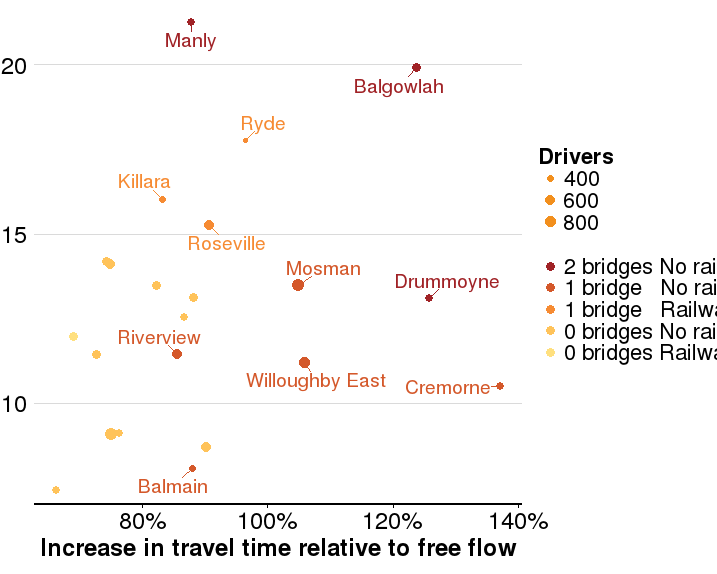 Manly
20
Balgowlah
Ryde
Killara
15
Roseville
Mosman
Drummoyne
Riverview
Willoughby East
Cremorne
10
Balmain
80% 100% 120% 140%
Increase in travel time relative to free flow
Drivers
400
600
800
2 bridges No rai
1 bridge No rai
1 bridge Railwa
0 bridges No rai
0 bridges Railwa